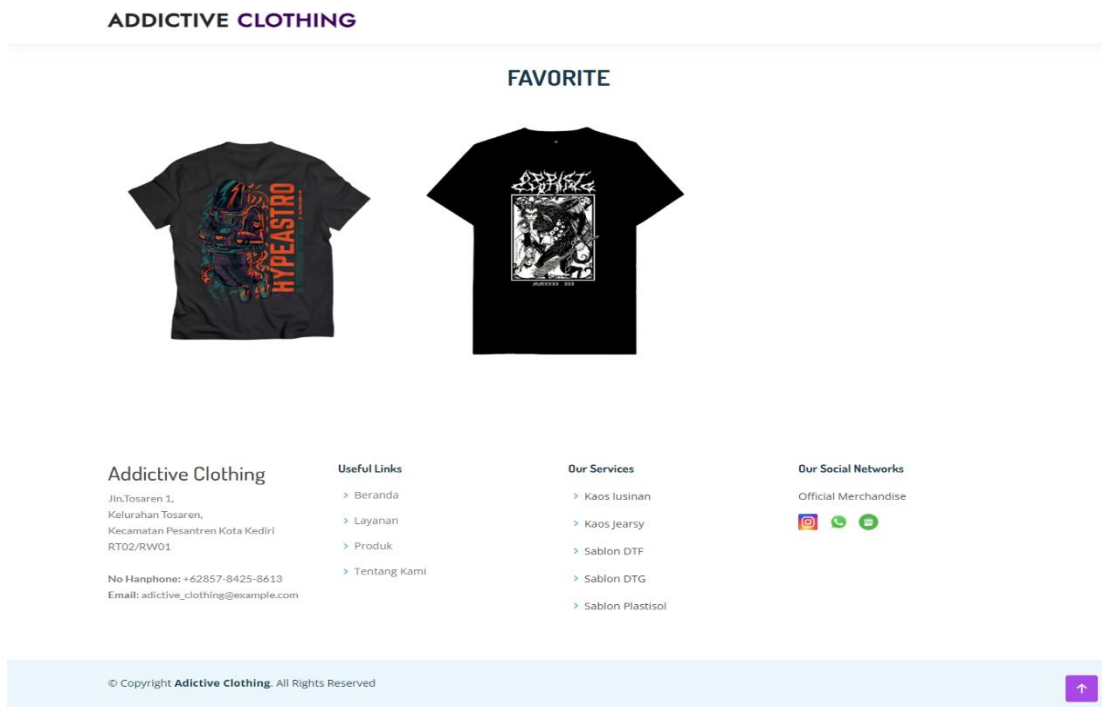 ADDICTIVE CLOTHING
FAVORITE
HYPEASTRO
Addictive Clothing
Jln.Tosaren 1,
Kelurahan Tosaren,
Kecamatan Pesantren Kota Kediri
RT02/RW01
No Hanphone: +62857-8425-8613
Email: adictive_clothing@example.com
Useful Links
> Beranda
> Layanan
> Produk
> Tentang Kami
Our Services
> Kaos lusinan
> Kaos Jearsy
> Sablon DTF
> Sablon DTG
> Sablon Plastisol
Our Social Networks
Official Merchandise
© Copyright Adictive Clothing. All Rights Reserved